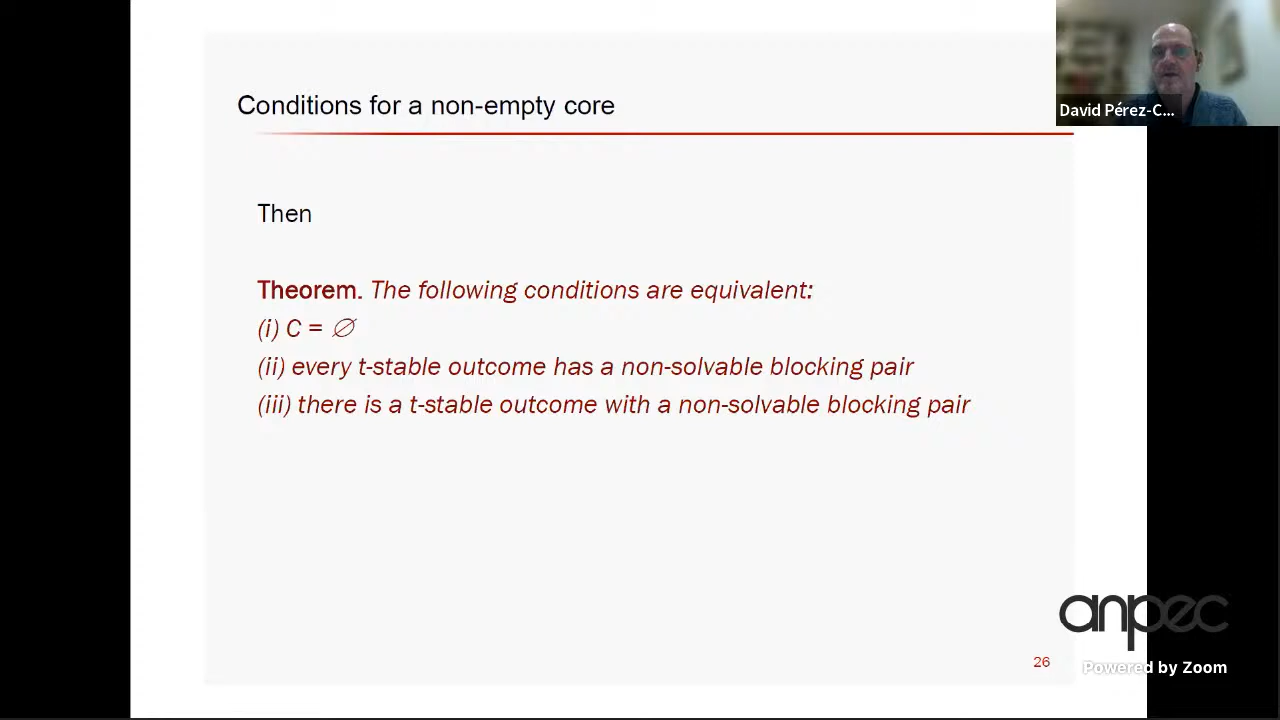 Conditions for a non-empty core
David Pérez-C...
Then
Theorem. The following conditions are equivalent:
(i) C = ∅
(ii) every t-stable outcome has a non-solvable blocking pair
(iii) there is a t-stable outcome with a non-solvable blocking pair
anpec
26
Powered by Zoom